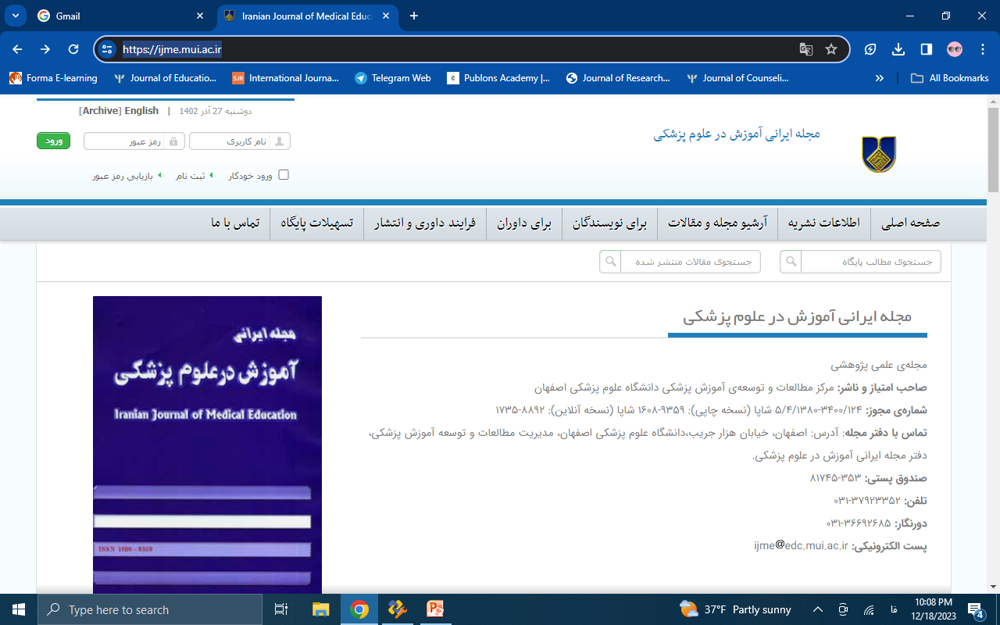 Gmail
Iranian Journal of Medical Educ
https://ijme.mui.ac.ir
Forma E-learning
Journal of Educatio...
SJR
International Journa...
Telegram Web
Publons Academy |...
Journal of Research...
Journal of Counseli...
All Bookmarks
[Archive] English | دوشنبه 27 آذر 1402
نام کاربری
رمز عبور
ورود
ورود خودکار
ثبت نام
بازیابی رمز عبور
مجله ایرانی آموزش در علوم پزشکی
صفحه اصلی
اطلاعات نشریه
آرشیو مجله و مقالات
برای نویسندگان
برای داوران
فرایند داوری و انتشار
تسهیلات پایگاه
تماس با ما
جستجوی مطالب پایگاه
جستجوی مقالات منتشر شده
مجله ایرانی آموزش در علوم پزشکی
مجله‌ی علمی پژوهشی
صاحب امتیاز و ناشر: مرکز مطالعات و توسعه‌ی آموزش پزشکی دانشگاه علوم پزشکی اصفهان
شماره‌ی مجوز: ۵/۴/۱۳۸۰-۳۴۰۰/۱۲۴ شاپا (نسخه چاپی): ۹۳۵۹-۱۶۰۸ شاپا (نسخه آنلاین): ۸۸۹۲-۱۷۳۵
تماس با دفتر مجله: آدرس: اصفهان، خیابان هزار جریب،دانشگاه علوم پزشکی اصفهان، مدیریت مطالعات و توسعه آموزش پزشکی،
دفتر مجله ایرانی آموزش در علوم پزشکی.
صندوق پستی: ۳۵۳-۸۱۷۴۵
تلفن: ۳۷۹۲۳۳۵۲-۰۳۱
دورنگار: ۳۶۶۹۲۶۸۵-۰۳۱
پست الکترونیکی: ijme@edc.mui.ac.ir
مجله ایرانی
آموزش در علوم پزشکی
Iranian Journal of Medical Education
ISSN 1608 - 9359
Type here to search
37°F Partly sunny
فا
10:08 PM
12/18/2023
4